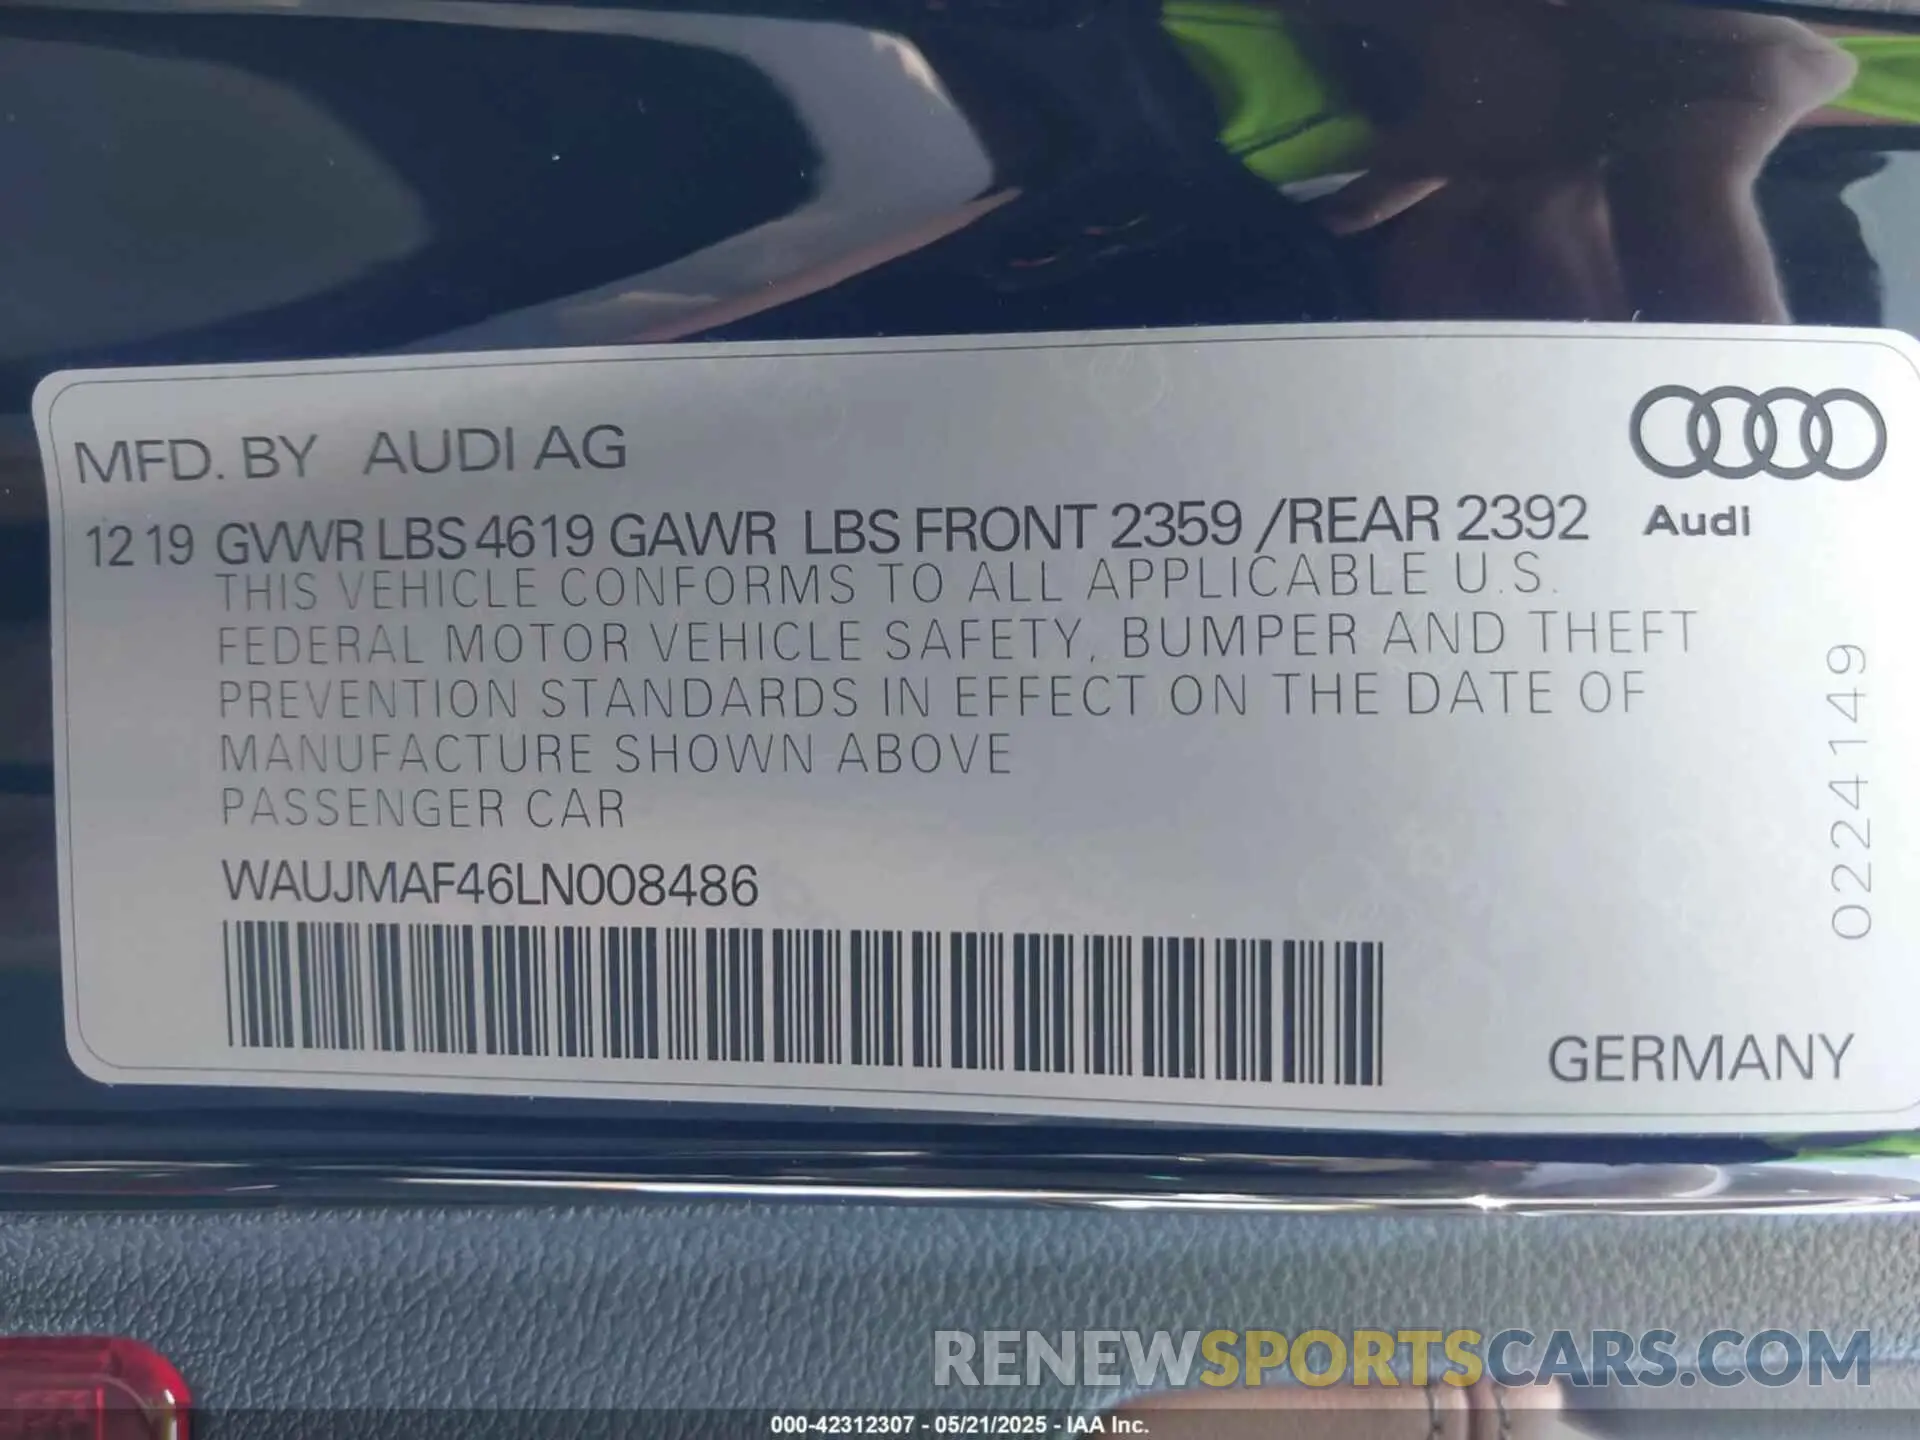 MFD. BY AUDI AG
12 19 GVWR LBS 4619 GAWR LBS FRONT 2359 /REAR 2392
Audi
THIS VEHICLE CONFORMS TO ALL APPLICABLE U.S.
FEDERAL MOTOR VEHICLE SAFETY, BUMPER AND THEFT
PREVENTION STANDARDS IN EFFECT ON THE DATE OF
MANUFACTURE SHOWN ABOVE
PASSENGER CAR
WAUJMAF46LN008486
02241149
GERMANY
RENEWSPORTSCARS.COM
000-42312307 - 05/21/2025 - IAA Inc.